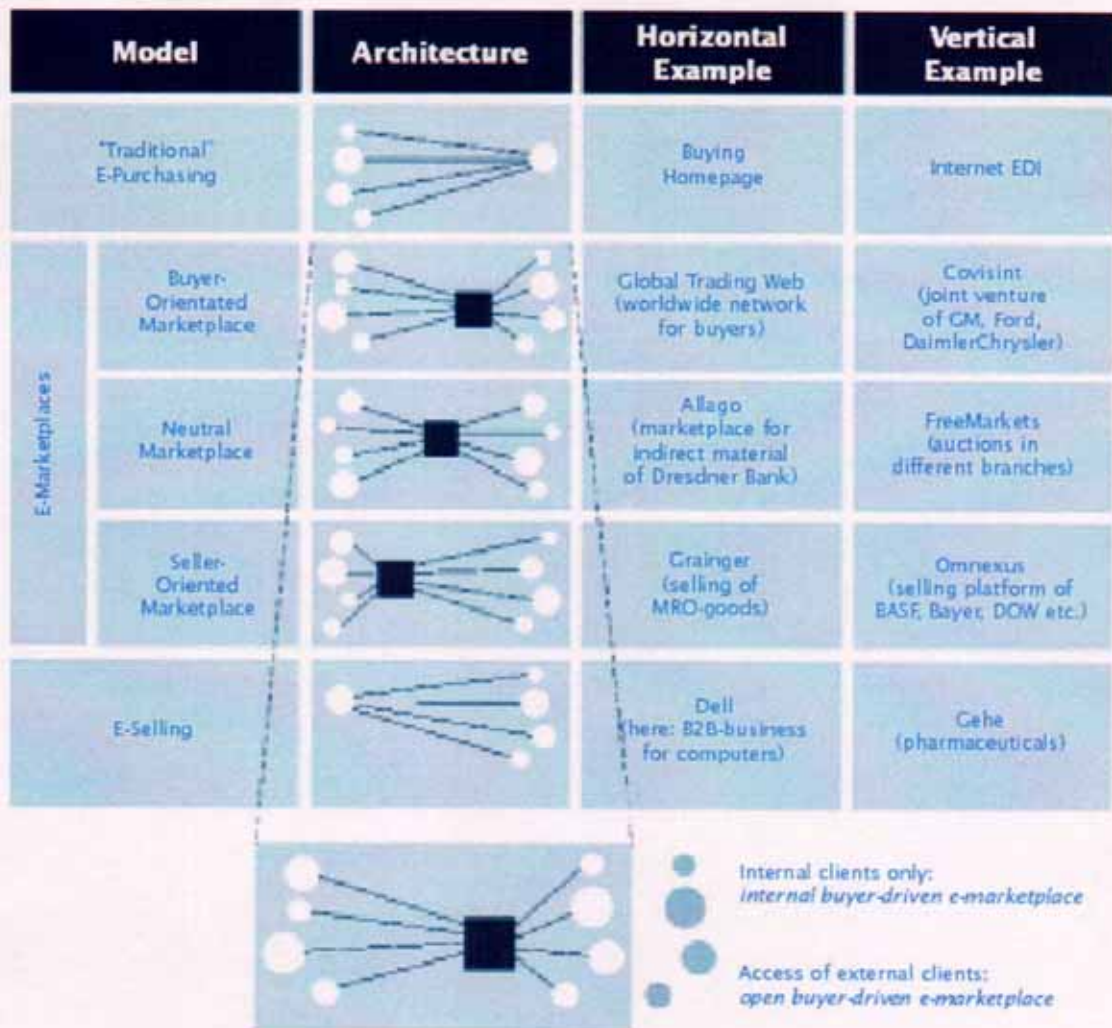 Model
Architecture
Horizontal
Example
Vertical
Example
"Traditional"
E-Purchasing
Buying
Homepage
Internet EDI
E-Marketplaces
Buyer-
Orientated
Marketplace
Global Trading Web
(worldwide network
for buyers)
Covisint
(joint venture
of GM, Ford,
DaimlerChrysler)
Neutral
Marketplace
Allago
(marketplace for
indirect material
of Dresdner Bank)
FreeMarkets
(auctions in
different branches)
Seller-
Oriented
Marketplace
Grainger
(selling of
MRO-goods)
Omnexus
(selling platform of
BASF, Bayer, DOW etc.)
E-Selling
Dell
(here: B2B-business
for computers)
Gehe
(pharmaceuticals)
Internal clients only:
internal buyer-driven e-marketplace
Access of external clients:
open buyer-driven e-marketplace